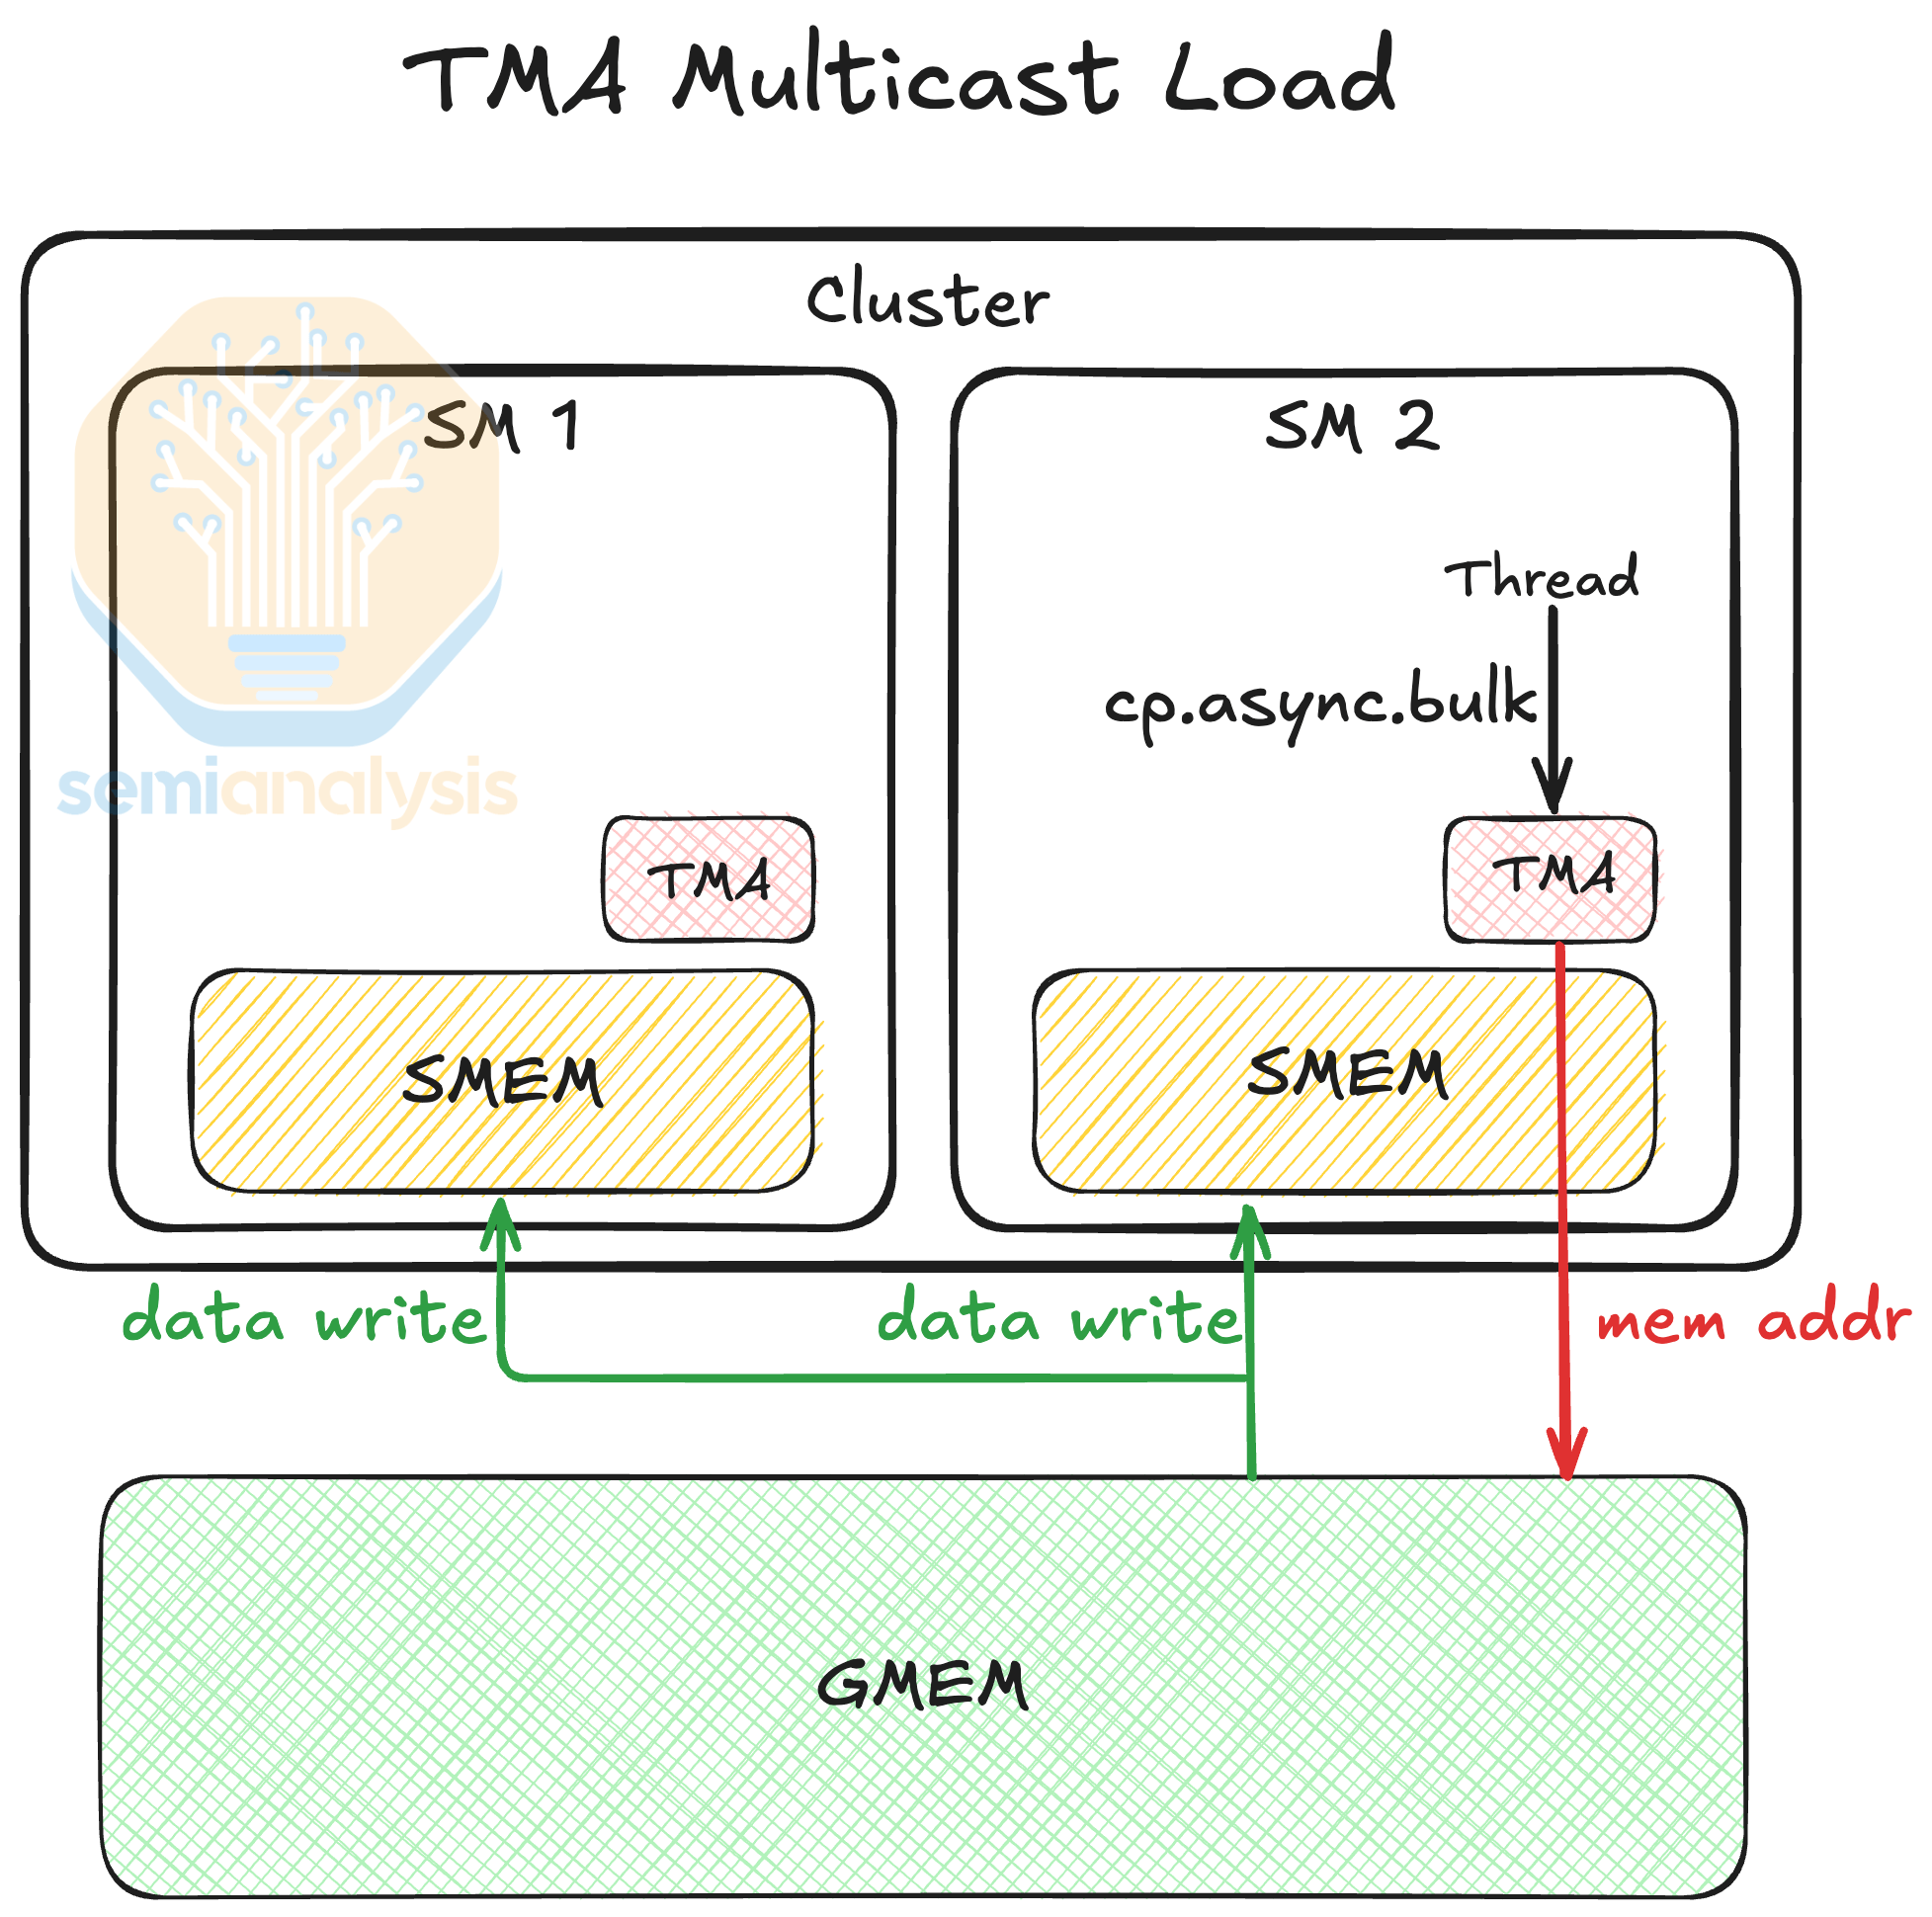 TMA Multicast Load
Cluster
SM 1
SM 2
Thread
cp.async.bulk
semianalysis
TMA
TMA
SMEM
SMEM
data write
data write
mem addr
GMEM